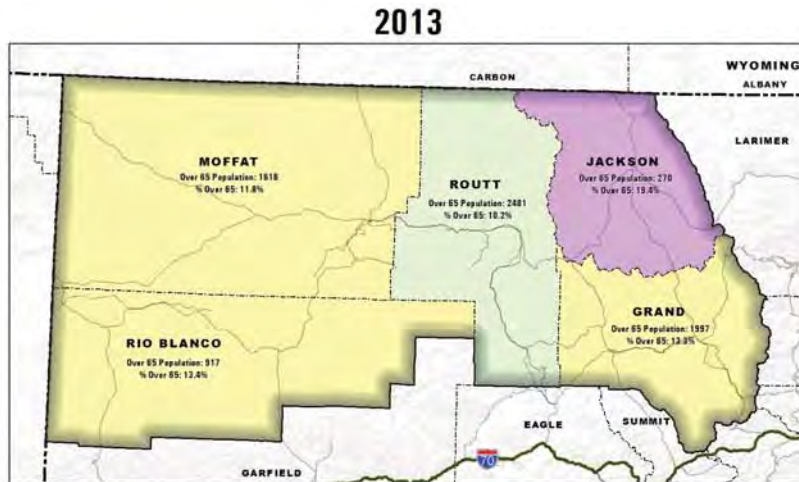 2013
CARBON
WYOMING
ALBANY
LARIMER
MOFFAT
Over 65 Population: 1618
% Over 65: 11.8%
ROUTT
Over 65 Population: 2481
% Over 65: 10.2%
JACKSON
Over 65 Population: 270
% Over 65: 19.4%
GRAND
Over 65 Population: 1997
% Over 65: 13.3%
RIO BLANCO
Over 65 Population: 917
% Over 65: 13.4%
EAGLE
SUMMIT
GARFIELD
70